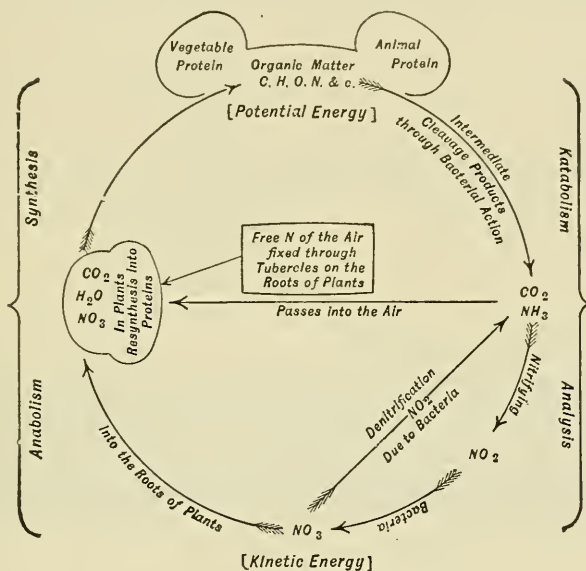 Vegetable
Protein
Organic Matter
C, H, O, N. & c.
Animal
Protein
[Potential Energy]
Intermediate
Cleavage Products
through Bacterial Action
Synthesis
Katabolism
Free N of the Air
fixed through
Tubercles on the
Roots of Plants
CO2
H2O
NO3
In Plants
Resynthesis Into
Proteins
Passes into the Air
CO2
NH3
Nitrifying
Denitrification
NO2
Due to Bacteria
Anabolism
Analysis
NO2
Into the Roots of Plants
Bacteria
NO3
[Kinetic Energy]